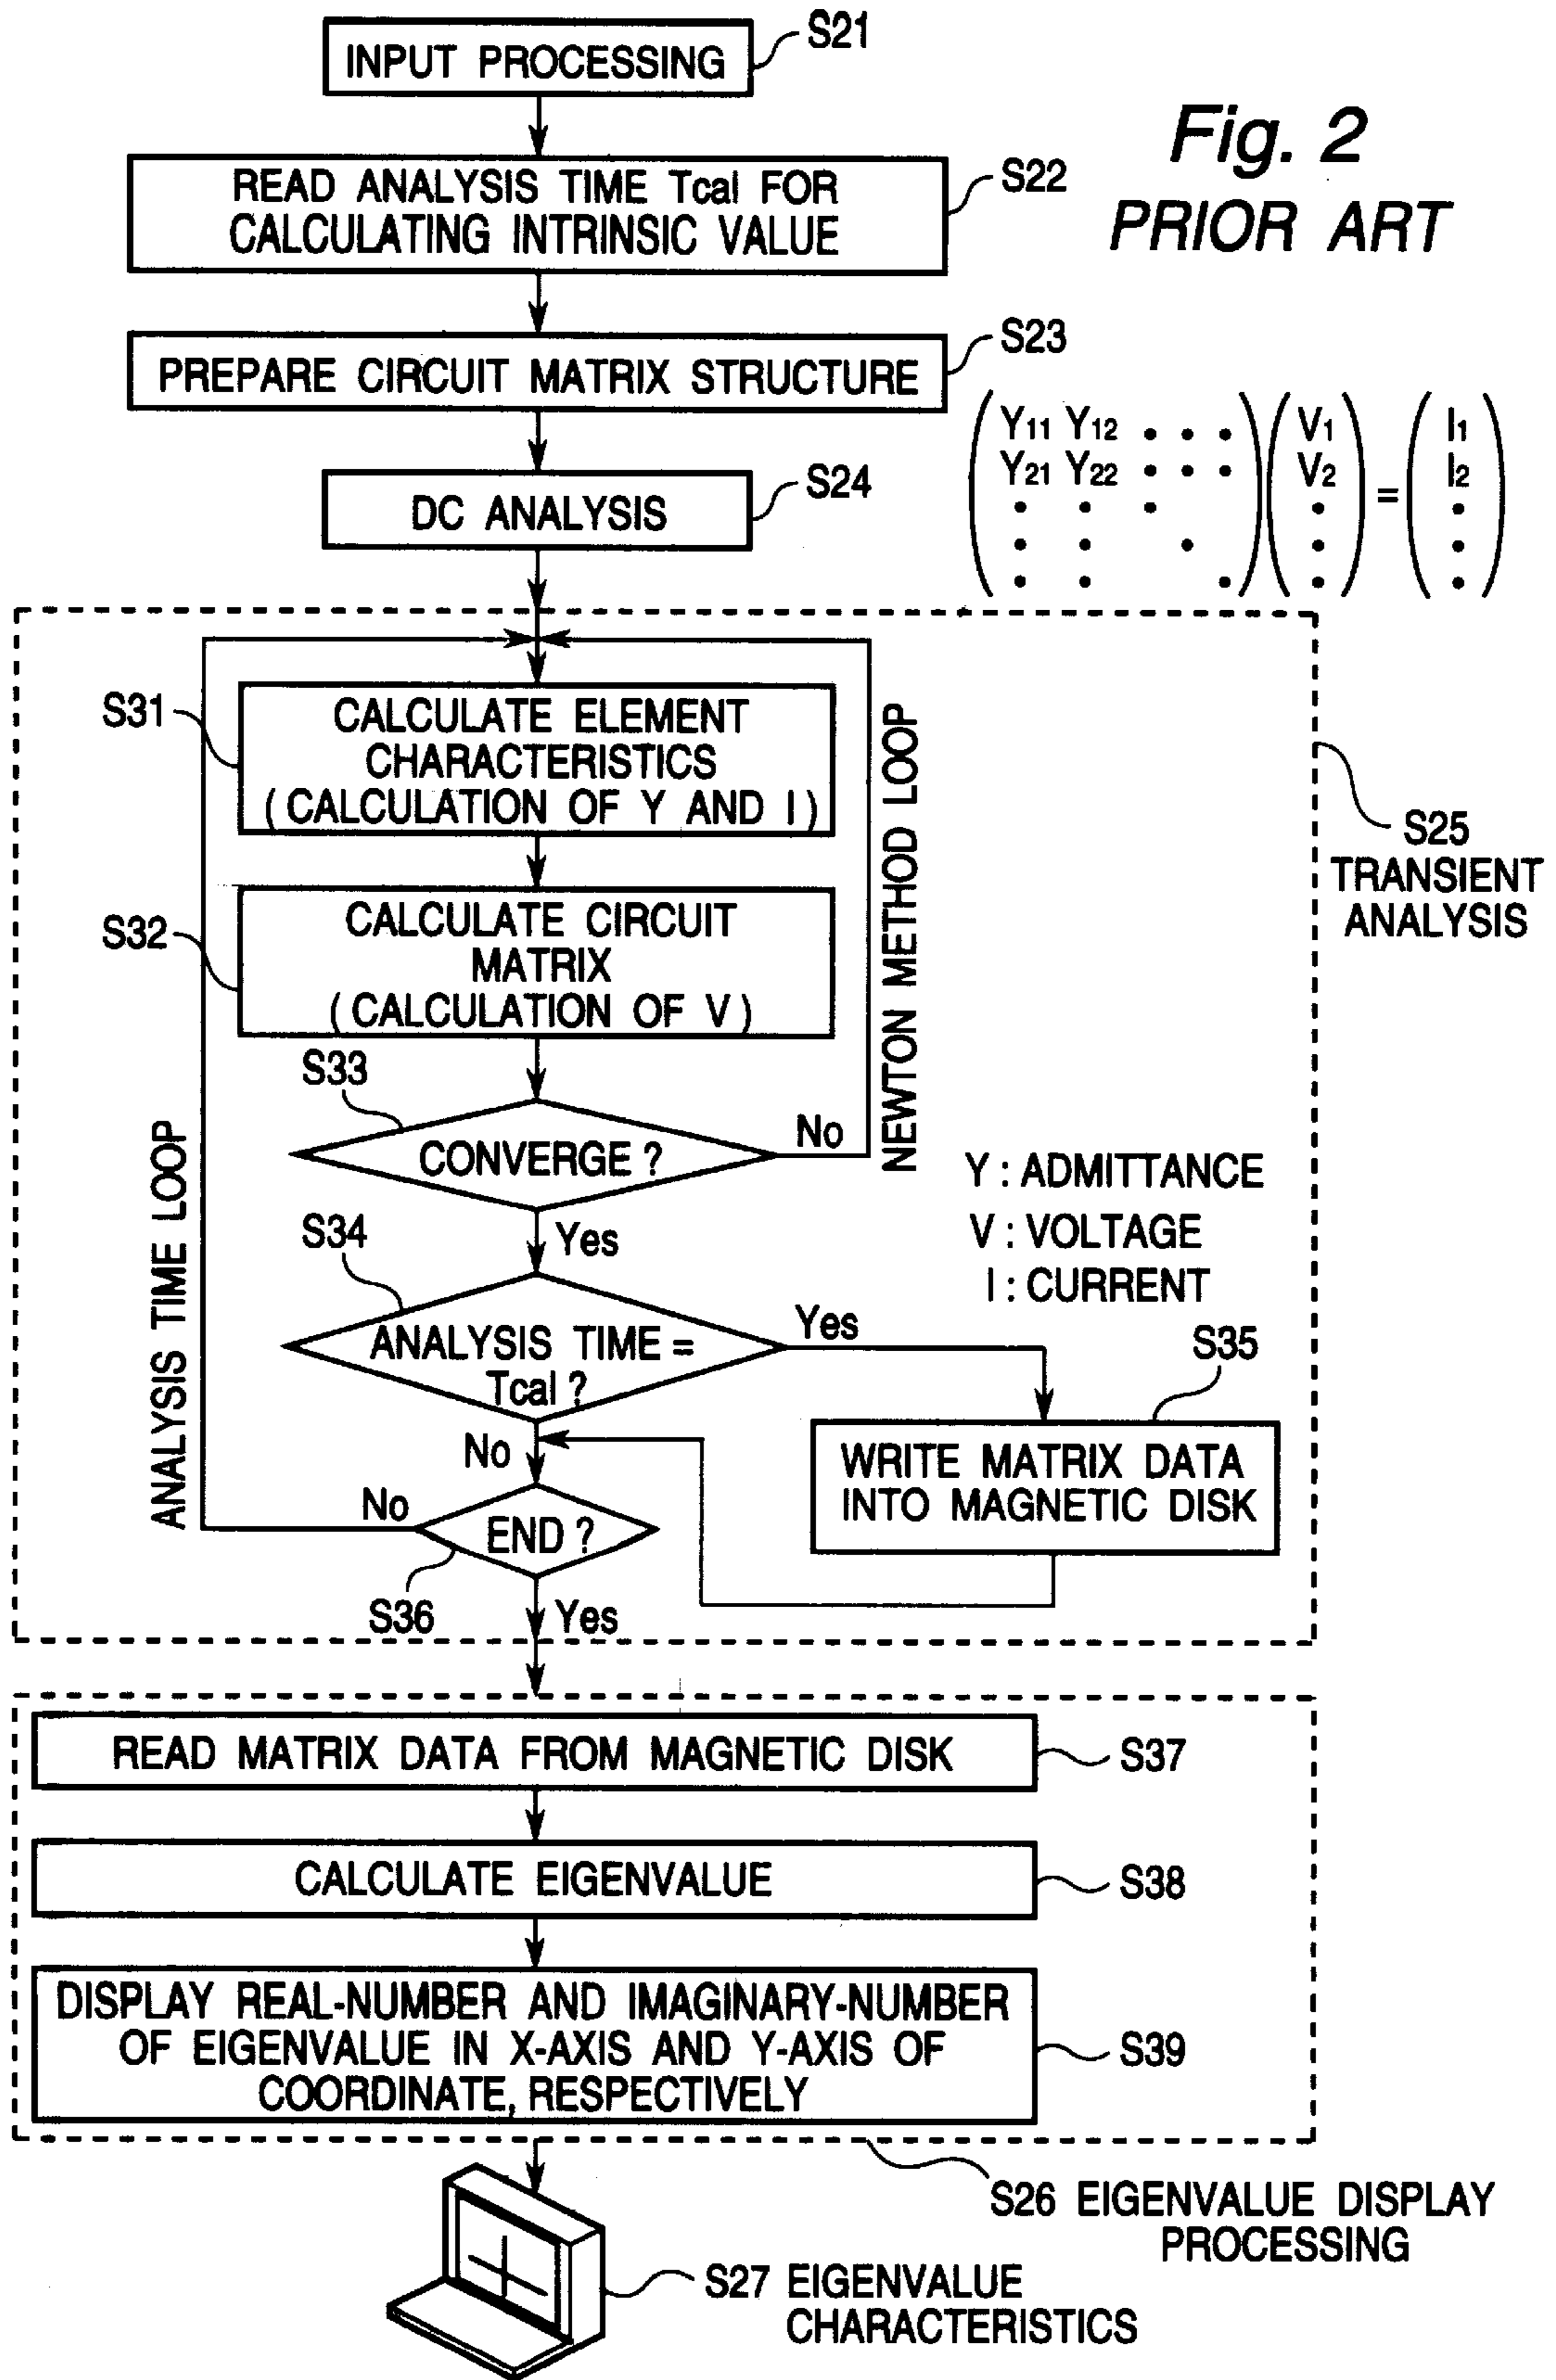 S21
INPUT PROCESSING
Fig. 2
PRIOR ART
S22
READ ANALYSIS TIME Tcal FOR
CALCULATING INTRINSIC VALUE
S23
PREPARE CIRCUIT MATRIX STRUCTURE
S24
DC ANALYSIS
Y11 Y12 • • • V1 I1
Y21 Y22 • • • V2 = I2
• • • • •
• • • • •
• • • • •
S31
CALCULATE ELEMENT
CHARACTERISTICS
(CALCULATION OF Y AND I)
S32
CALCULATE CIRCUIT
MATRIX
(CALCULATION OF V)
NEWTON METHOD LOOP
S25
TRANSIENT
ANALYSIS
S33
CONVERGE ?
No
Yes
Y : ADMITTANCE
V : VOLTAGE
I : CURRENT
ANALYSIS TIME LOOP
S34
ANALYSIS TIME =
Tcal ?
Yes
No
S35
WRITE MATRIX DATA
INTO MAGNETIC DISK
No
END ?
S36
Yes
READ MATRIX DATA FROM MAGNETIC DISK
S37
CALCULATE EIGENVALUE
S38
DISPLAY REAL-NUMBER AND IMAGINARY-NUMBER
OF EIGENVALUE IN X-AXIS AND Y-AXIS OF
COORDINATE, RESPECTIVELY
S39
S26 EIGENVALUE DISPLAY
PROCESSING
S27 EIGENVALUE
CHARACTERISTICS